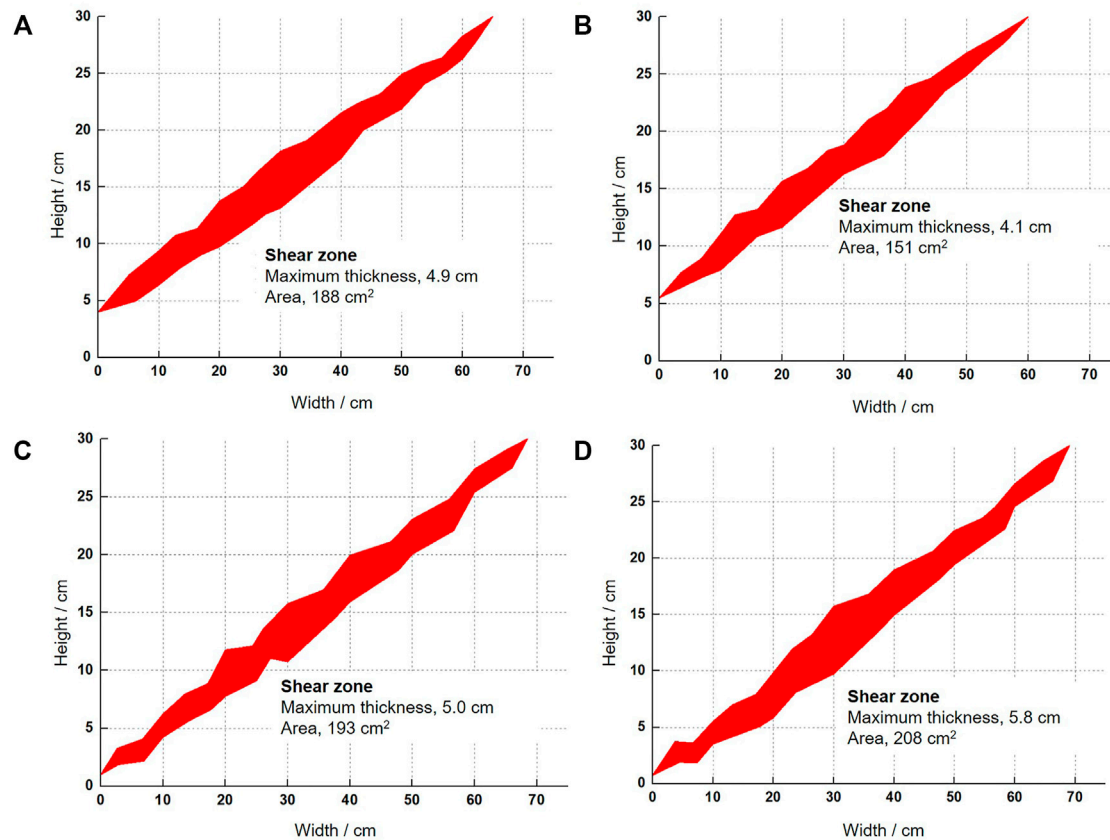 A
Height / cm
30
25
20
15
10
5
0
Shear zone
Maximum thickness, 4.9 cm
Area, 188 cm²
0 10 20 30 40 50 60 70
Width / cm
B
Height / cm
30
25
20
15
10
5
0
Shear zone
Maximum thickness, 4.1 cm
Area, 151 cm²
0 10 20 30 40 50 60 70
Width / cm
C
Height / cm
30
25
20
15
10
5
0
Shear zone
Maximum thickness, 5.0 cm
Area, 193 cm²
0 10 20 30 40 50 60 70
Width / cm
D
Height / cm
30
25
20
15
10
5
0
Shear zone
Maximum thickness, 5.8 cm
Area, 208 cm²
0 10 20 30 40 50 60 70
Width / cm